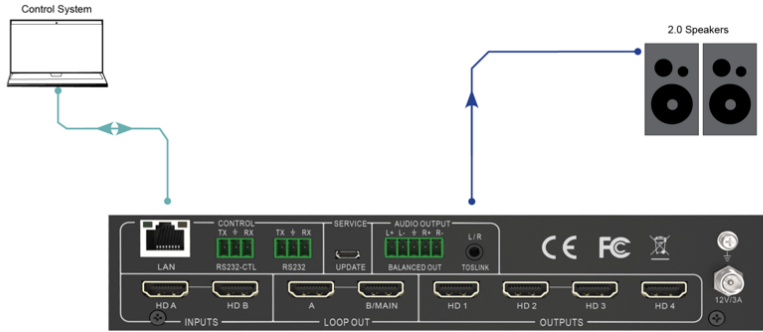 Control System
2.0 Speakers
CONTROL
SERVICE
AUDIO OUTPUT
TX RX
TX RX
L+ L- R+ R-
L/R
LAN
RS232-CTL
RS232
UPDATE
BALANCED OUT
TOSLINK
CE FC
12V/3A
HD A
HD B
A
B/MAIN
HD 1
HD 2
HD 3
HD 4
INPUTS
LOOP OUT
OUTPUTS